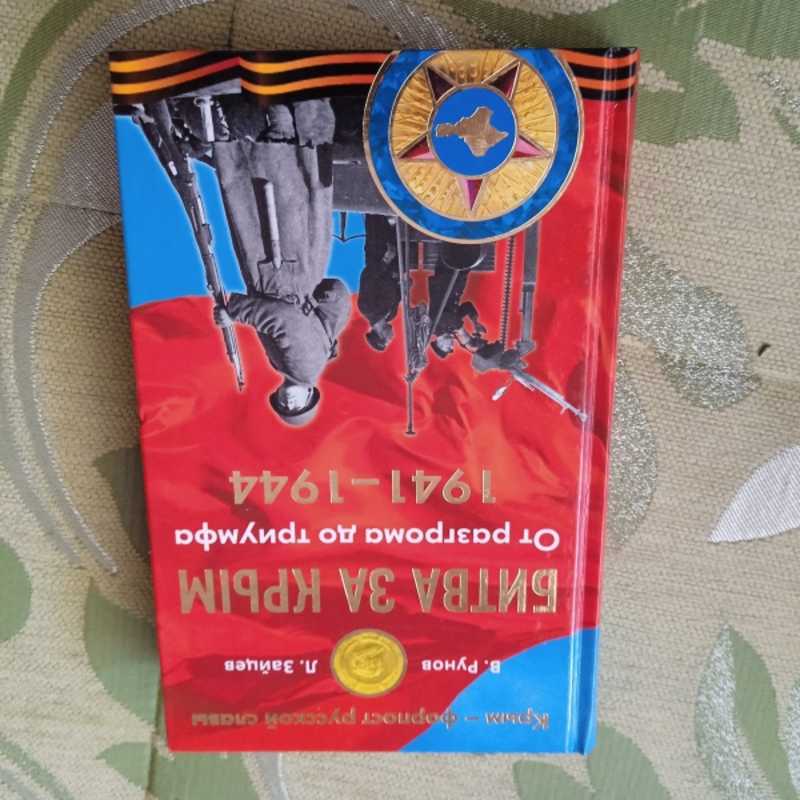 Крым – форпост русской славы
В. Рунов Л. Зайцев
БИТВА ЗА КРЫМ
От разгрома до триумфа
1941–1944